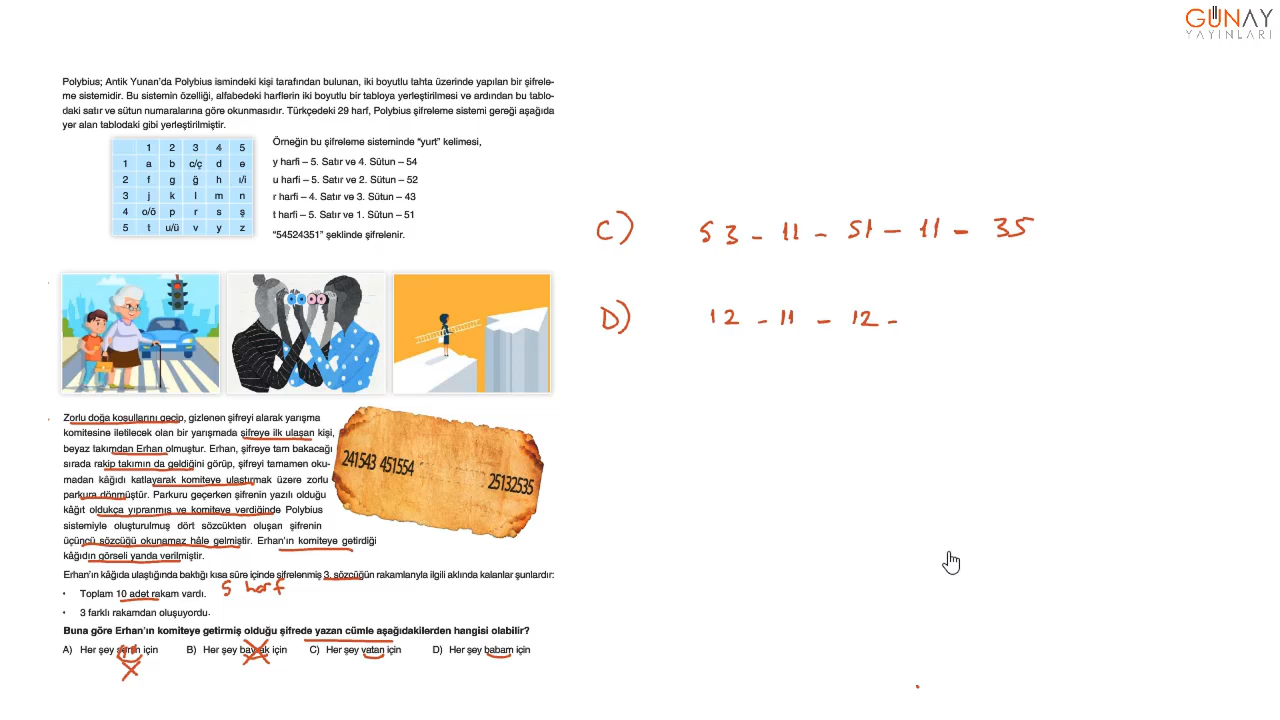 GÜNAY
YAYINLARI
Polybius; Antik Yunan'da Polybius ismindeki kişi tarafından bulunan, iki boyutlu tahta üzerinde yapılan bir şifrele-
me sistemidir. Bu sistemin özelliği, alfabedeki harflerin iki boyutlu bir tabloya yerleştirilmesi ve ardından bu tablo-
daki satır ve sütun numaralarına göre okunmasıdır. Türkçedeki 29 harf, Polybius şifreleme sistemi gereği aşağıda
yer alan tablodaki gibi yerleştirilmiştir.
1 2 3 4 5
1 a b c/ç d e
2 f g ğ h ı/i
3 j k l m n
4 o/ö p r s ş
5 t u/ü v y z
Örneğin bu şifreleme sisteminde "yurt" kelimesi,
y harfi – 5. Satır ve 4. Sütun – 54
u harfi – 5. Satır ve 2. Sütun – 52
r harfi – 4. Satır ve 3. Sütun – 43
t harfi – 5. Satır ve 1. Sütun – 51
"54524351" şeklinde şifrelenir.
C) 53 - 11 - 51 - 11 - 35
D) 12 - 11 - 12 -
Zorlu doğa koşullarını geçip, gizlenen şifreyi alarak yarışma
komitesine iletilecek olan bir yarışmada şifreye ilk ulaşan kişi,
beyaz takımdan Erhan olmuştur. Erhan, şifreye tam bakacağı
sırada rakip takımın da geldiğini görüp, şifreyi tamamen oku-
madan kâğıdı katlayarak komiteye ulaştırmak üzere zorlu
parkura dönmüştür. Parkuru geçerken şifrenin yazılı olduğu
kâğıt oldukça yıpranmış ve komiteye verdiğinde Polybius
sistemiyle oluşturulmuş dört sözcükten oluşan şifrenin
üçüncü sözcüğü okunamaz hâle gelmiştir. Erhan'ın komiteye getirdiği
kâğıdın görseli yanda verilmiştir.
241543 451554 25132535
Erhan'ın kâğıda ulaştığında baktığı kısa süre içinde şifrelenmiş 3. sözcüğün rakamlarıyla ilgili aklında kalanlar şunlardır:
• Toplam 10 adet rakam vardı. 5 harf
• 3 farklı rakamdan oluşuyordu.
Buna göre Erhan'ın komiteye getirmiş olduğu şifrede yazan cümle aşağıdakilerden hangisi olabilir?
A) Her şey için B) Her şey bayrak için C) Her şey vatan için D) Her şey babam için